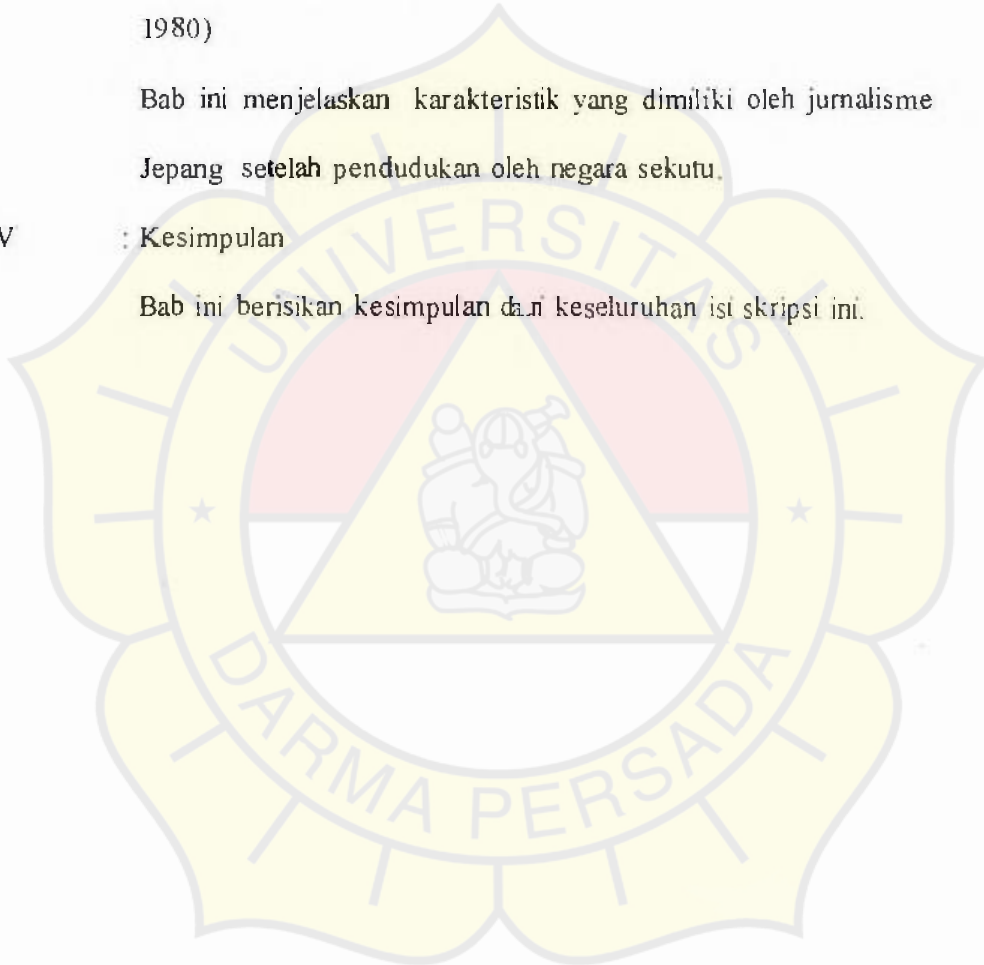 1980)
Bab ini menjelaskan karakteristik yang dimiliki oleh jurnalisme
Jepang setelah pendudukan oleh negara sekutu.
V : Kesimpulan
Bab ini berisikan kesimpulan dari keseluruhan isi skripsi ini.
UNIVERSITAS
DARMA PERSADA